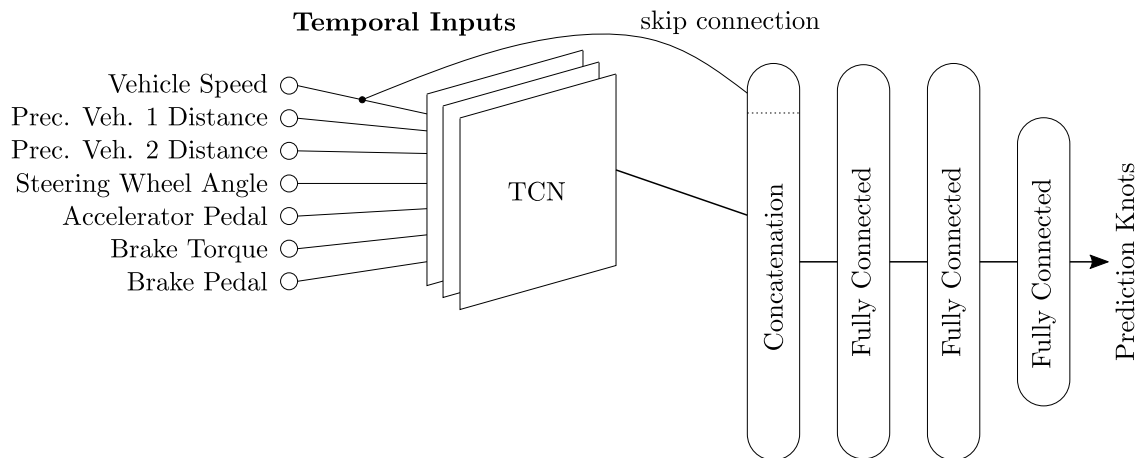 Temporal Inputs
skip connection
Vehicle Speed
Prec. Veh. 1 Distance
Prec. Veh. 2 Distance
Steering Wheel Angle
Accelerator Pedal
Brake Torque
Brake Pedal
TCN
Concatenation
Fully Connected
Fully Connected
Fully Connected
Prediction Knots